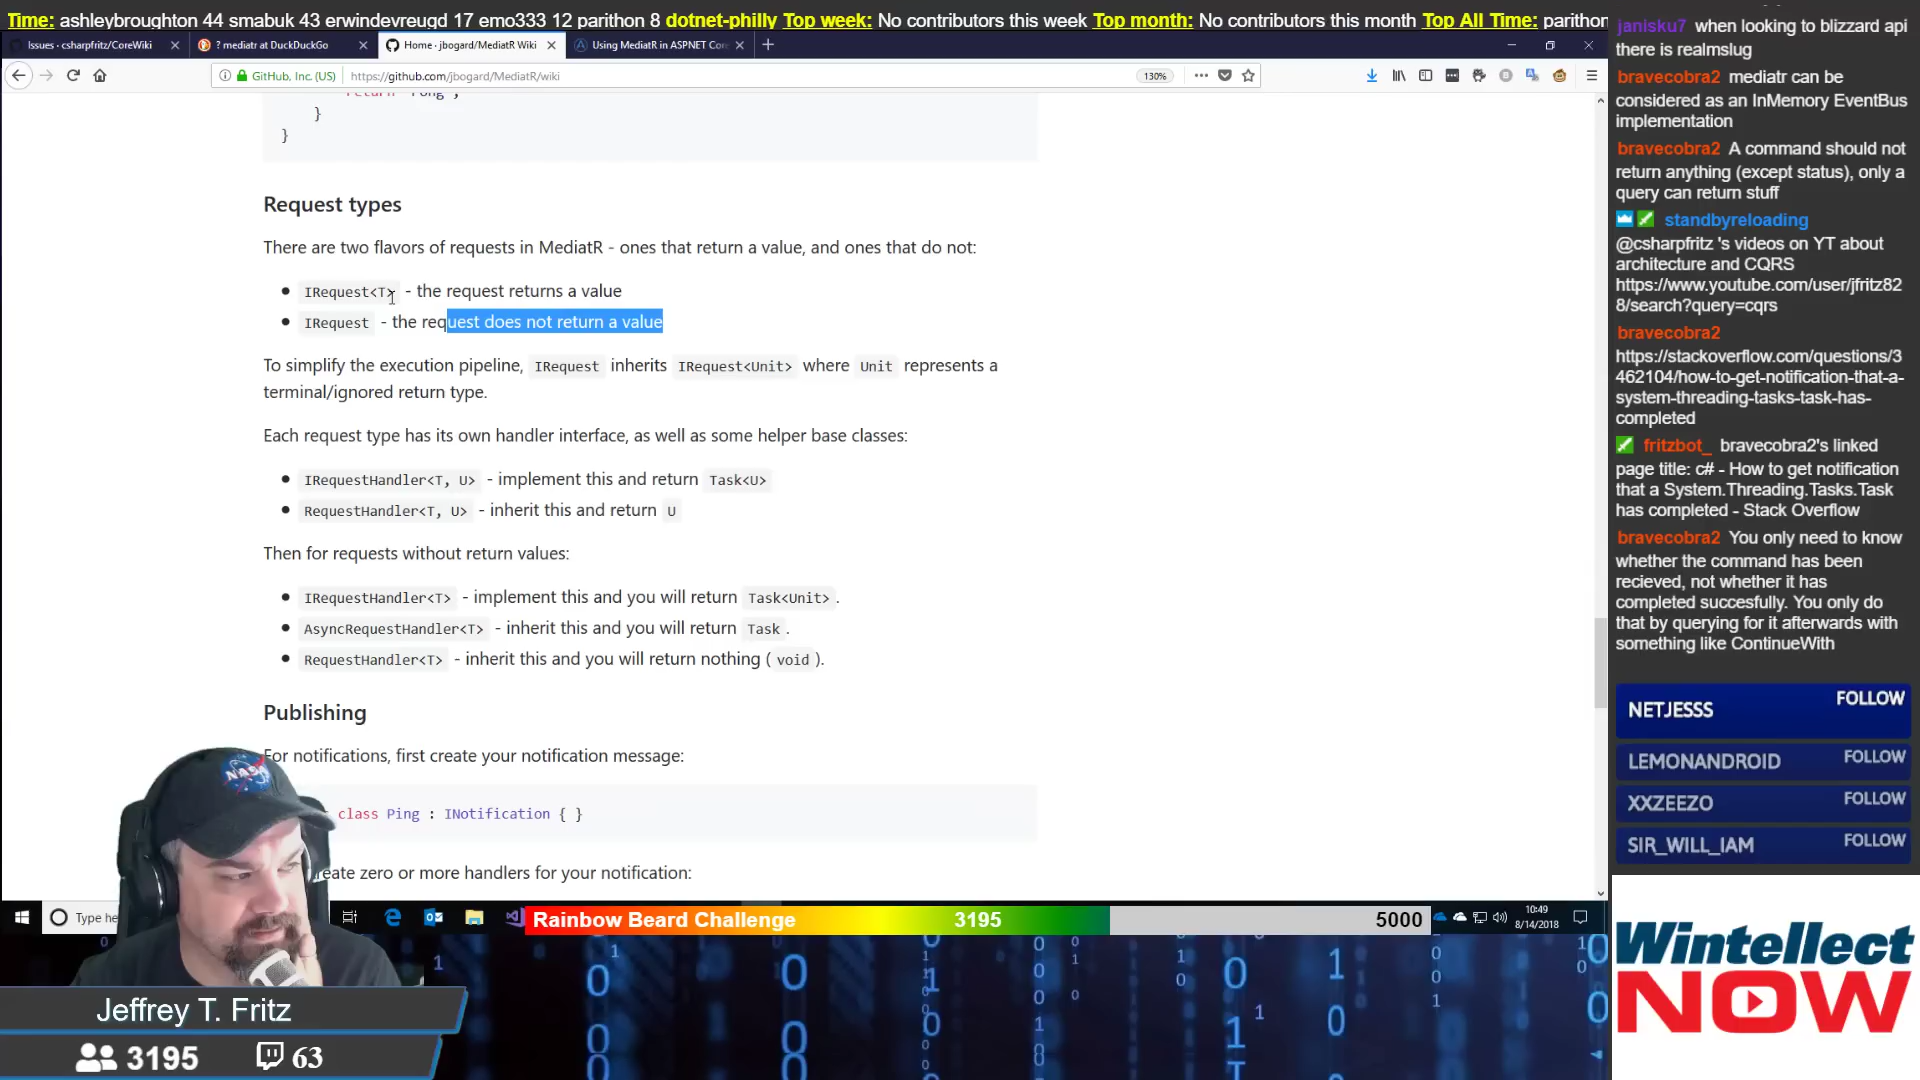 Time: ashleybroughton 44 smabuk 43 erwindevreugd 17 emo333 12 parithon 8 dotnet-philly Top week: No contributors this week Top month: No contributors this month Top All Time: parithon
Issues · csharpfritz/CoreWiki
? mediatr at DuckDuckGo
Home · jbogard/MediatR Wiki
Using MediatR in ASPNET Cor
GitHub, Inc. (US)
https://github.com/jbogard/MediatR/wiki
130%
}
}
Request types
There are two flavors of requests in MediatR - ones that return a value, and ones that do not:
IRequest<T> - the request returns a value
IRequest - the request does not return a value
To simplify the execution pipeline, IRequest inherits IRequest<Unit> where Unit represents a
terminal/ignored return type.
Each request type has its own handler interface, as well as some helper base classes:
IRequestHandler<T, U> - implement this and return Task<U>
RequestHandler<T, U> - inherit this and return U
Then for requests without return values:
IRequestHandler<T> - implement this and you will return Task<Unit> .
AsyncRequestHandler<T> - inherit this and you will return Task .
RequestHandler<T> - inherit this and you will return nothing ( void ).
Publishing
For notifications, first create your notification message:
class Ping : INotification { }
eate zero or more handlers for your notification:
janisku7 when looking to blizzard api
there is realmslug
bravecobra2 mediatr can be
considered as an InMemory EventBus
implementation
bravecobra2 A command should not
return anything (except status), only a
query can return stuff
standbyreloading
@csharpfritz 's videos on YT about
architecture and CQRS
https://www.youtube.com/user/jfritz82
8/search?query=cqrs
bravecobra2
https://stackoverflow.com/questions/3
462104/how-to-get-notification-that-a-
system-threading-tasks-task-has-
completed
fritzbot_ bravecobra2's linked
page title: c# - How to get notification
that a System.Threading.Tasks.Task
has completed - Stack Overflow
bravecobra2 You only need to know
whether the command has been
recieved, not whether it has
completed succesfully. You only do
that by querying for it afterwards with
something like ContinueWith
NETJESSS FOLLOW
LEMONANDROID FOLLOW
XXZEEZO FOLLOW
SIR_WILL_IAM FOLLOW
NASA
Type he
Rainbow Beard Challenge 3195 5000
10:49
8/14/2018
Wintellect
NOW
Jeffrey T. Fritz
3195 63